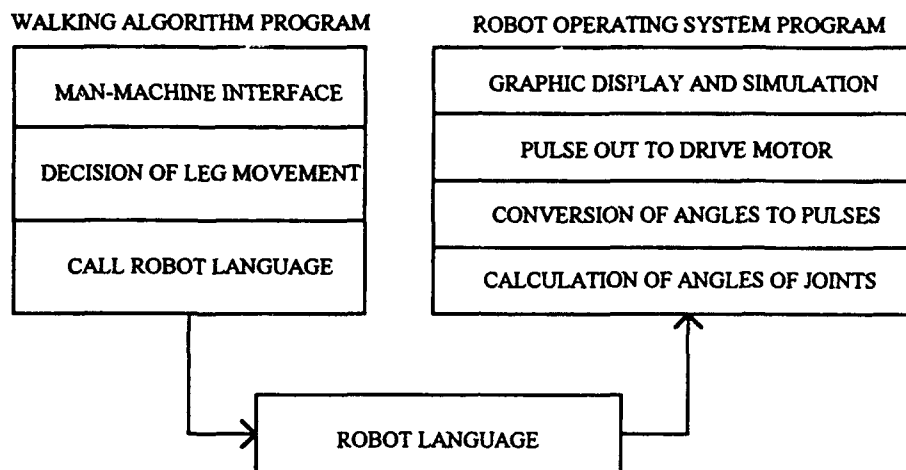 WALKING ALGORITHM PROGRAM
MAN-MACHINE INTERFACE
DECISION OF LEG MOVEMENT
CALL ROBOT LANGUAGE
ROBOT OPERATING SYSTEM PROGRAM
GRAPHIC DISPLAY AND SIMULATION
PULSE OUT TO DRIVE MOTOR
CONVERSION OF ANGLES TO PULSES
CALCULATION OF ANGLES OF JOINTS
ROBOT LANGUAGE